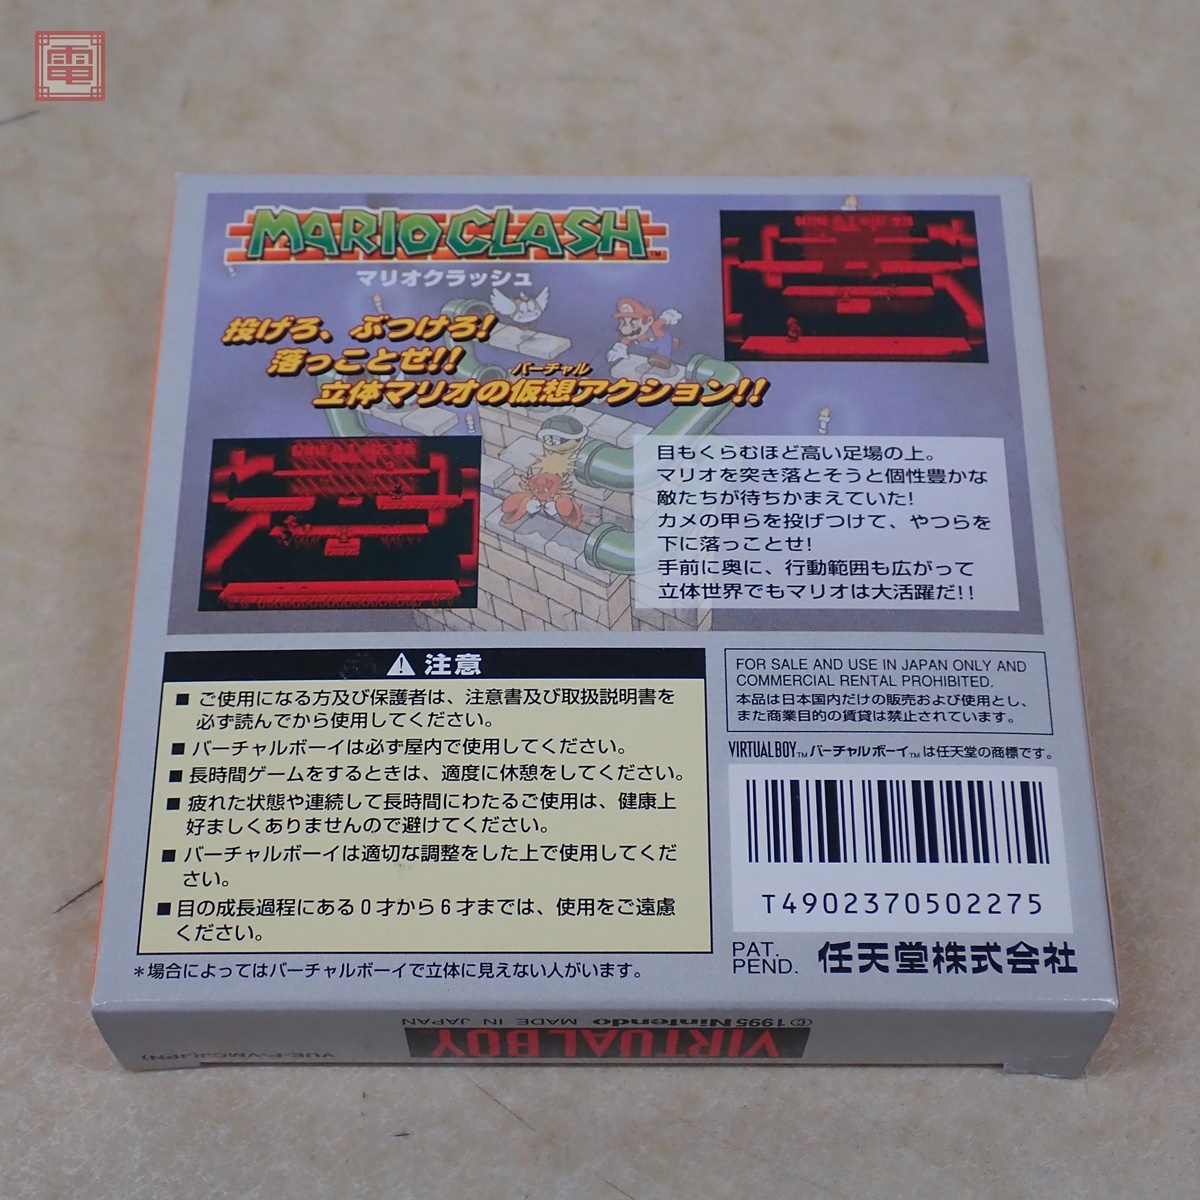 電
MARIO CLASH™
マリオクラッシュ
投げろ、ぶつけろ!
落っことせ!!
バーチャル
立体マリオの仮想アクション!!
目もくらむほど高い足場の上。
マリオを突き落とそうと個性豊かな
敵たちが待ちかまえていた!
カメの甲らを投げつけて、やつらを
下に落っことせ!
手前に奥に、行動範囲も広がって
立体世界でもマリオは大活躍だ!!
注意
■ ご使用になる方及び保護者は、注意書及び取扱説明書を
必ず読んでから使用してください。
■ バーチャルボーイは必ず屋内で使用してください。
■ 長時間ゲームをするときは、適度に休憩をしてください。
■ 疲れた状態や連続して長時間にわたるご使用は、健康上
好ましくありませんので避けてください。
■ バーチャルボーイは適切な調整をした上で使用してくだ
さい。
■ 目の成長過程にある0才から6才までは、使用をご遠慮
ください。
*場合によってはバーチャルボーイで立体に見えない人がいます。
FOR SALE AND USE IN JAPAN ONLY AND
COMMERCIAL RENTAL PROHIBITED.
本品は日本国内だけの販売および使用とし、
また商業目的の賃貸は禁止されています。
VIRTUAL BOY™ バーチャルボーイ™ は任天堂の商標です。
T4902370502275
PAT.
PEND.
任天堂株式会社
©1995 Nintendo MADE IN JAPAN
VIRTUAL BOY
VUE-P-VMCJ(JPN)